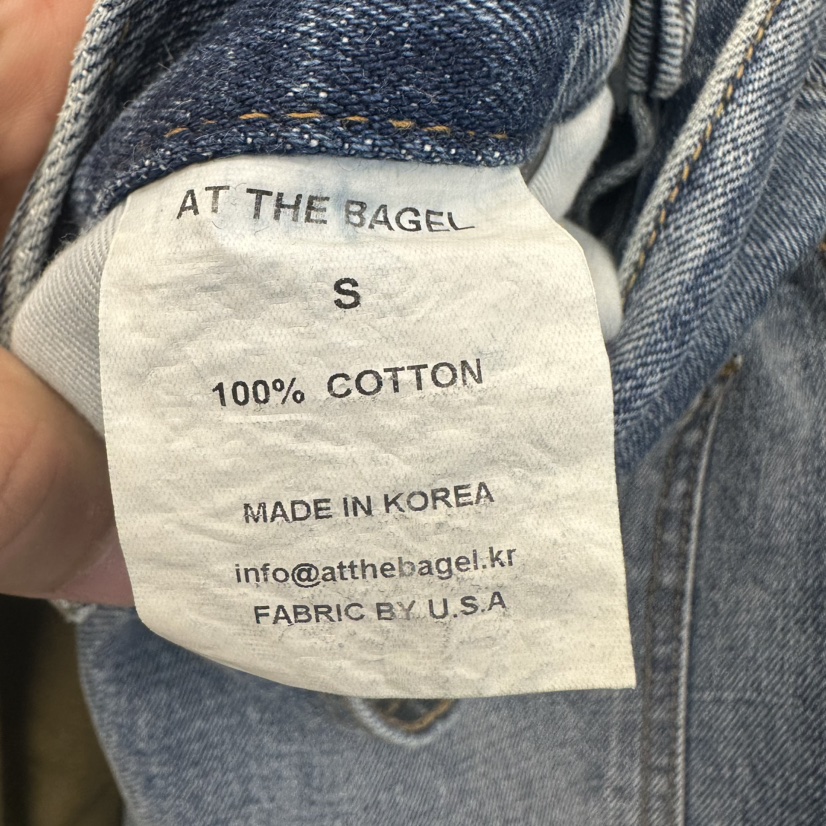 AT THE BAGEL
S
100% COTTON
MADE IN KOREA
info@atthebagel.kr
FABRIC BY U.S.A